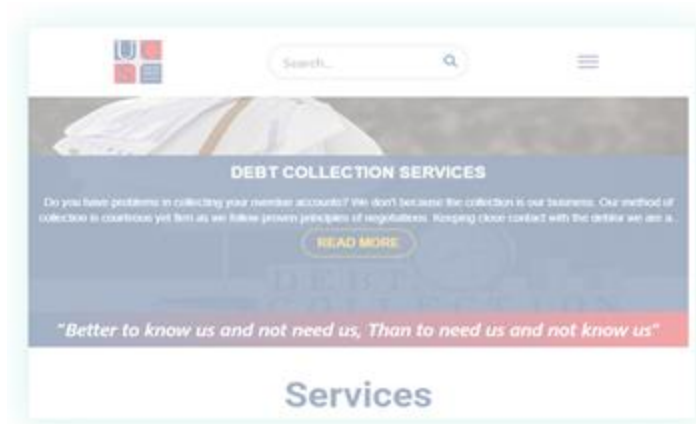 U C
S E
Search...
DEBT COLLECTION SERVICES
Do you have problems in collecting your overdue accounts? We don't because the collection is our business. Our method of
collection is courteous yet firm as we follow proven principles of negotiations. Keeping close contact with the debtor we are a..
READ MORE
DEBT
COLLECTION
"Better to know us and not need us, Than to need us and not know us"
Services